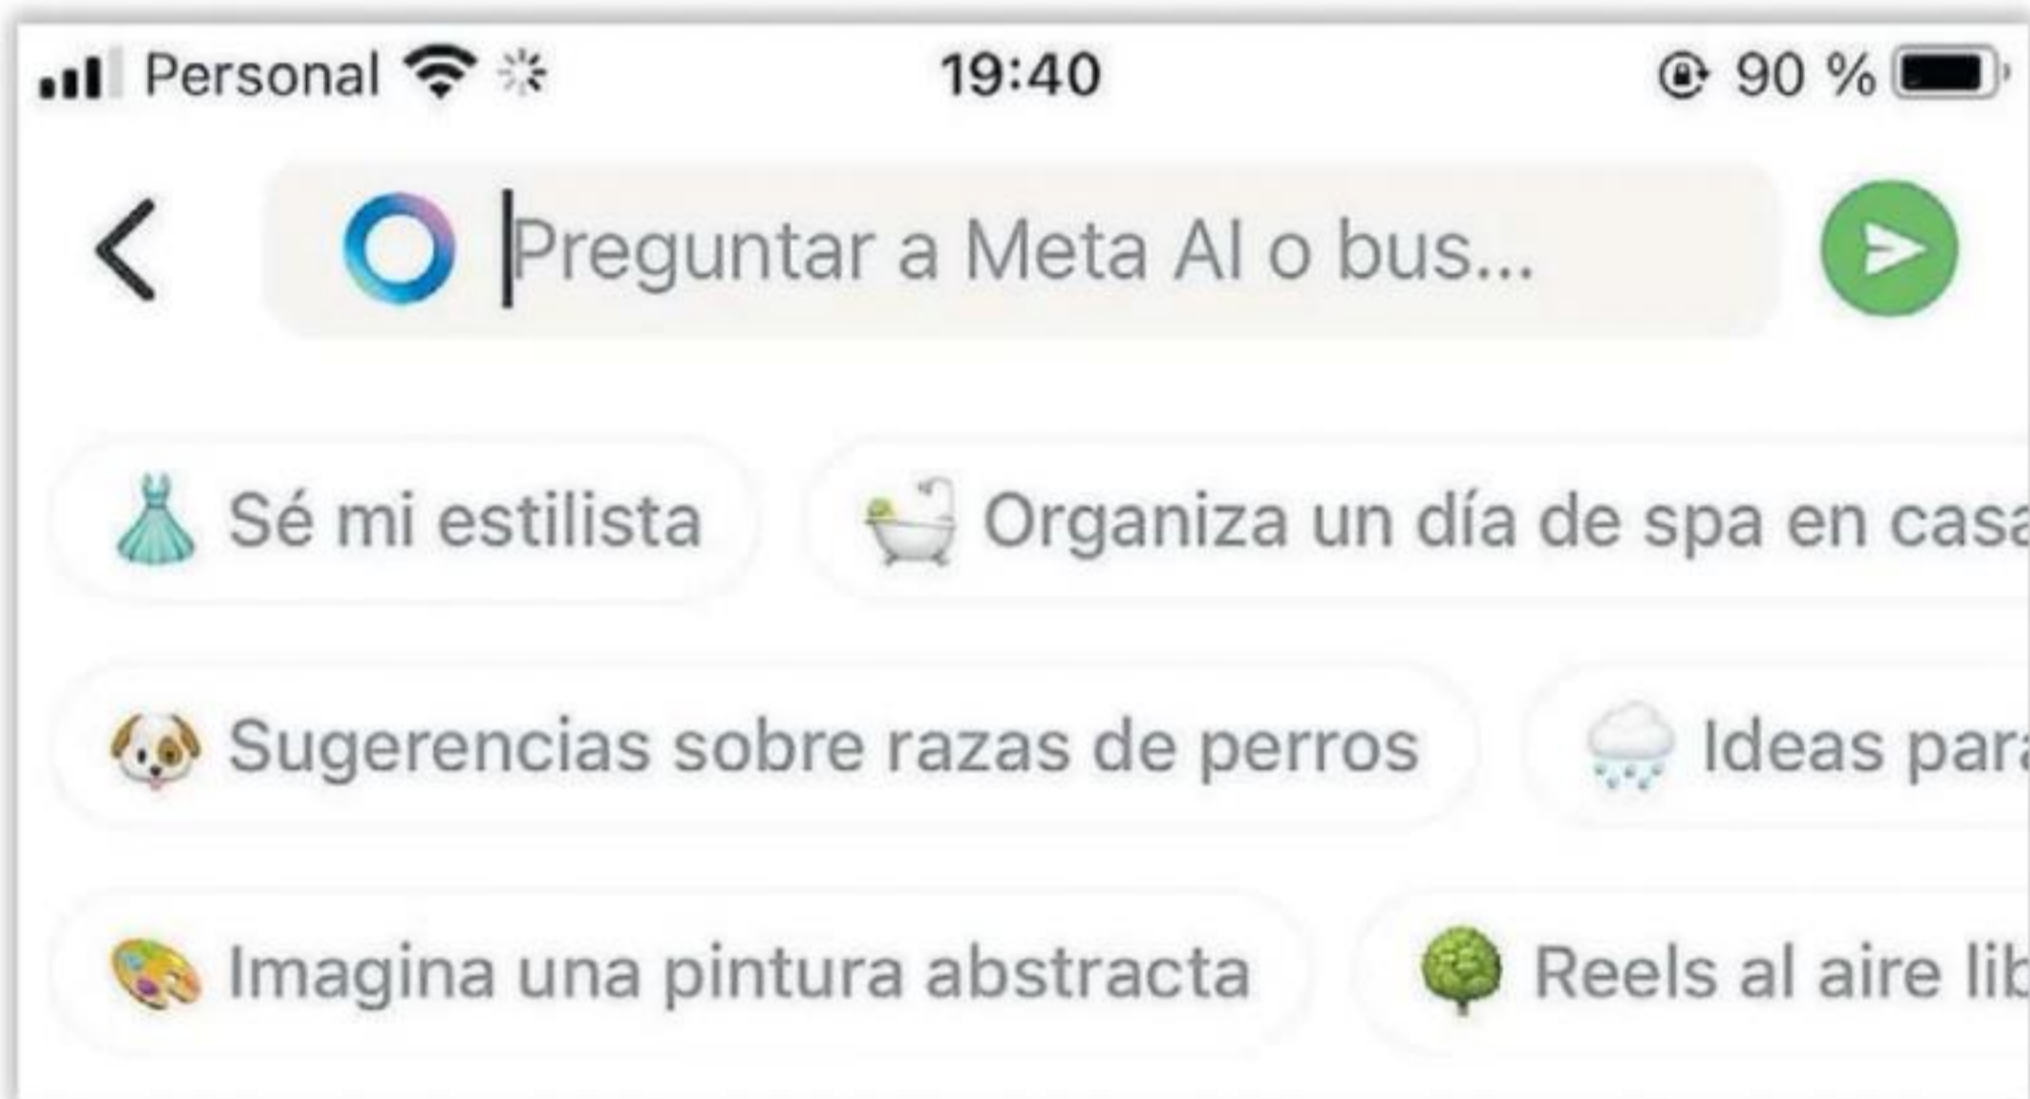 Personal 19:40 90 %
Preguntar a Meta AI o bus...
Sé mi estilista Organiza un día de spa en casa
Sugerencias sobre razas de perros Ideas para
Imagina una pintura abstracta Reels al aire lib